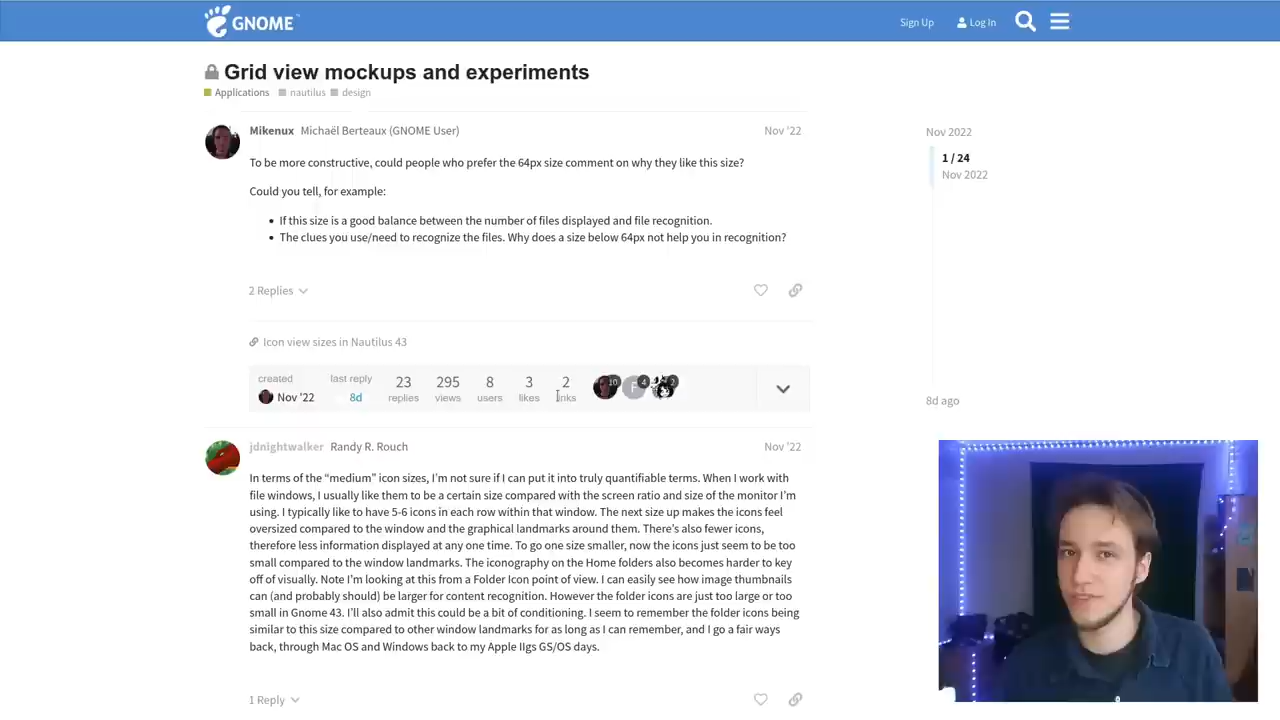 GNOME
Sign Up
Log In
Grid view mockups and experiments
Applications
nautilus
design
Mikenux Michaël Berteaux (GNOME User)
Nov '22
To be more constructive, could people who prefer the 64px size comment on why they like this size?
Could you tell, for example:
If this size is a good balance between the number of files displayed and file recognition.
The clues you use/need to recognize the files. Why does a size below 64px not help you in recognition?
2 Replies
Icon view sizes in Nautilus 43
created
Nov '22
last reply
8d
23
replies
295
views
8
users
3
likes
2
links
10
F
4
2
jdnightwalker Randy R. Rouch
Nov '22
In terms of the “medium” icon sizes, I’m not sure if I can put it into truly quantifiable terms. When I work with
file windows, I usually like them to be a certain size compared with the screen ratio and size of the monitor I’m
using. I typically like to have 5-6 icons in each row within that window. The next size up makes the icons feel
oversized compared to the window and the graphical landmarks around them. There’s also fewer icons,
therefore less information displayed at any one time. To go one size smaller, now the icons just seem to be too
small compared to the window landmarks. The iconography on the Home folders also becomes harder to key
off of visually. Note I’m looking at this from a Folder Icon point of view. I can easily see how image thumbnails
can (and probably should) be larger for content recognition. However the folder icons are just too large or too
small in Gnome 43. I’ll also admit this could be a bit of conditioning. I seem to remember the folder icons being
similar to this size compared to other window landmarks for as long as I can remember, and I go a fair ways
back, through Mac OS and Windows back to my Apple IIgs GS/OS days.
1 Reply
Nov 2022
1 / 24
Nov 2022
8d ago